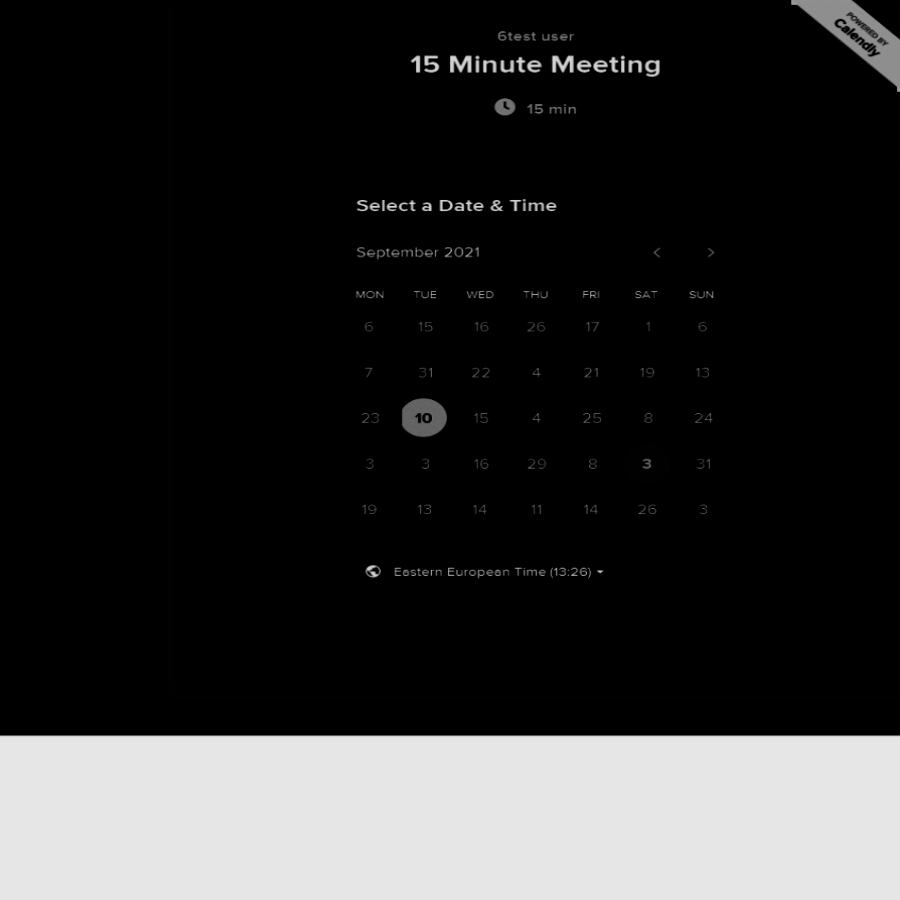 POWERED BY
Calendly
6test user
15 Minute Meeting
15 min
Select a Date & Time
September 2021
MON TUE WED THU FRI SAT SUN
6 15 16 26 17 1 6
7 31 22 4 21 19 13
23 10 15 4 25 8 24
3 3 16 29 8 3 31
19 13 14 11 14 26 3
Eastern European Time (13:26)